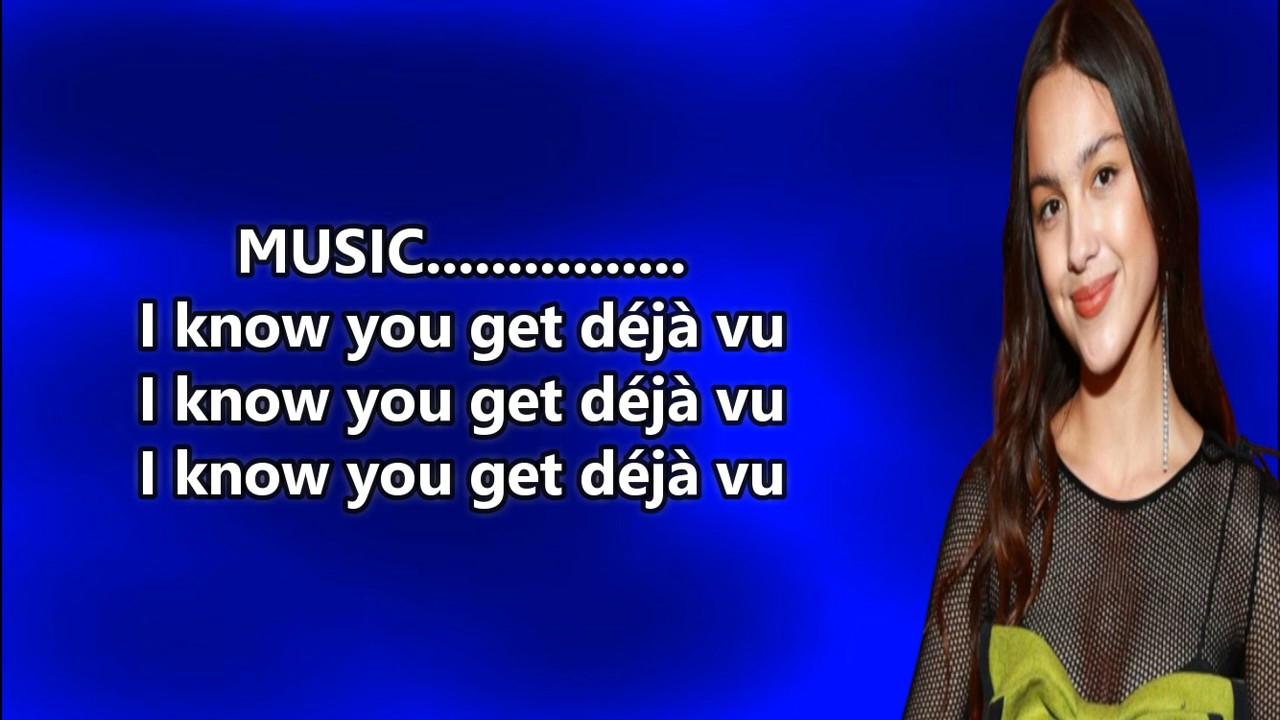 MUSIC................
I know you get déjà vu
I know you get déjà vu
I know you get déjà vu